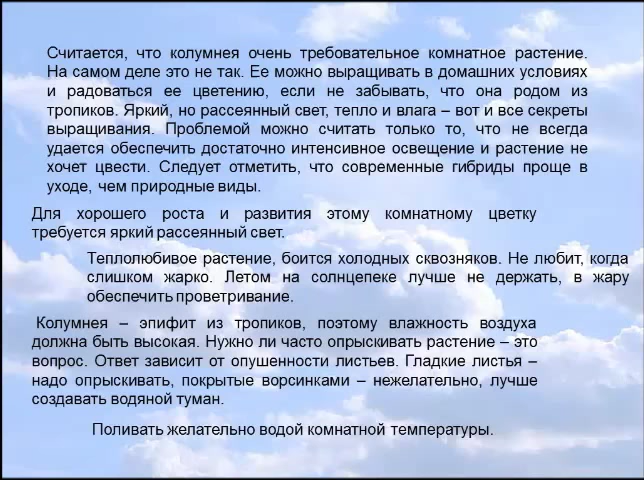 Считается, что колумнея очень требовательное комнатное растение.
На самом деле это не так. Ее можно выращивать в домашних условиях
и радоваться ее цветению, если не забывать, что она родом из
тропиков. Яркий, но рассеянный свет, тепло и влага – вот и все секреты
выращивания. Проблемой можно считать только то, что не всегда
удается обеспечить достаточно интенсивное освещение и растение не
хочет цвести. Следует отметить, что современные гибриды проще в
уходе, чем природные виды.
Для хорошего роста и развития этому комнатному цветку
требуется яркий рассеянный свет.
Теплолюбивое растение, боится холодных сквозняков. Не любит, когда
слишком жарко. Летом на солнцепеке лучше не держать, в жару
обеспечить проветривание.
Колумнея – эпифит из тропиков, поэтому влажность воздуха
должна быть высокая. Нужно ли часто опрыскивать растение – это
вопрос. Ответ зависит от опушенности листьев. Гладкие листья –
надо опрыскивать, покрытые ворсинками – нежелательно, лучше
создавать водяной туман.
Поливать желательно водой комнатной температуры.